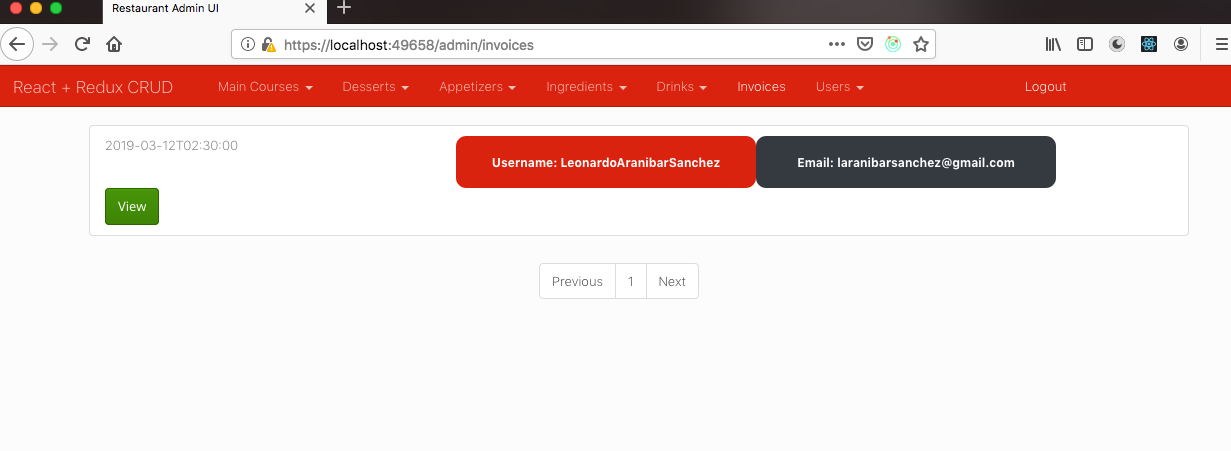 Restaurant Admin UI
https://localhost:49658/admin/invoices
React + Redux CRUD Main Courses Desserts Appetizers Ingredients Drinks Invoices Users Logout
2019-03-12T02:30:00 Username: LeonardoAranibarSanchez Email: laranibarsanchez@gmail.com
View
Previous 1 Next